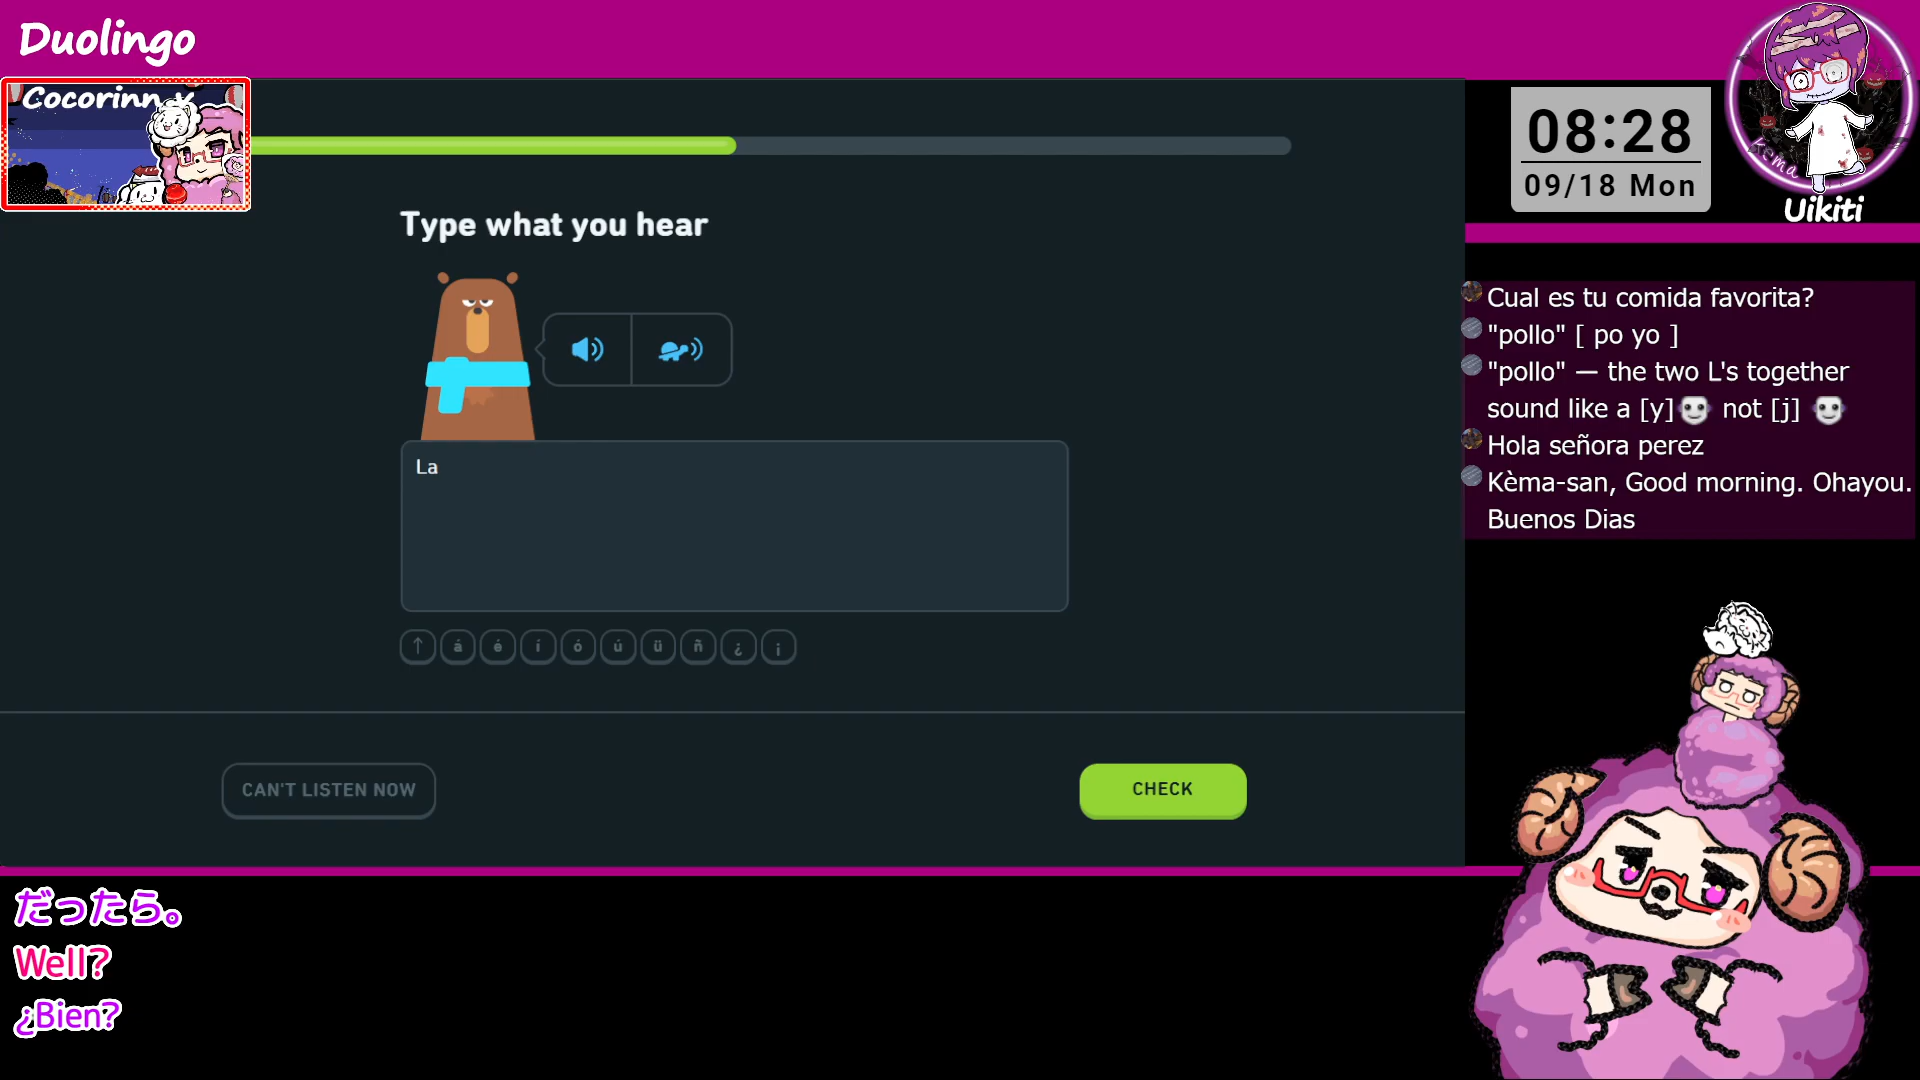 Duolingo
Cocorinn_y
08:28
09/18 Mon
kema
Uikiti
Type what you hear
La
↑ á é í ó ú ü ñ ¿ ¡
CAN'T LISTEN NOW
CHECK
Cual es tu comida favorita?
"pollo" [ po yo ]
"pollo" — the two L's together
sound like a [y] not [j]
Hola señora perez
Kèma-san, Good morning. Ohayou.
Buenos Dias
だったら。
Well?
¿Bien?